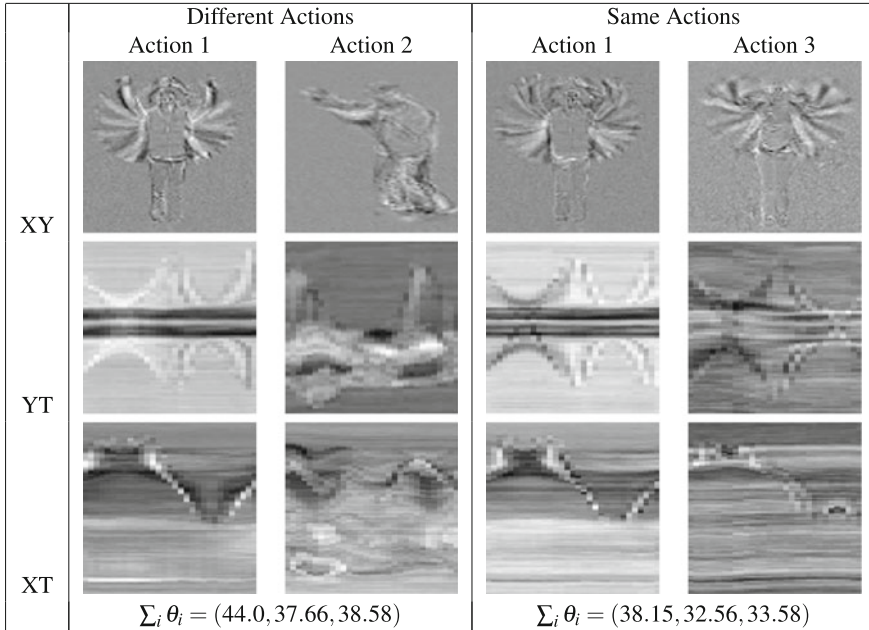 Different Actions Same Actions
Action 1 Action 2 Action 1 Action 3
XY
YT
XT
∑ᵢ θᵢ = (44.0, 37.66, 38.58) ∑ᵢ θᵢ = (38.15, 32.56, 33.58)